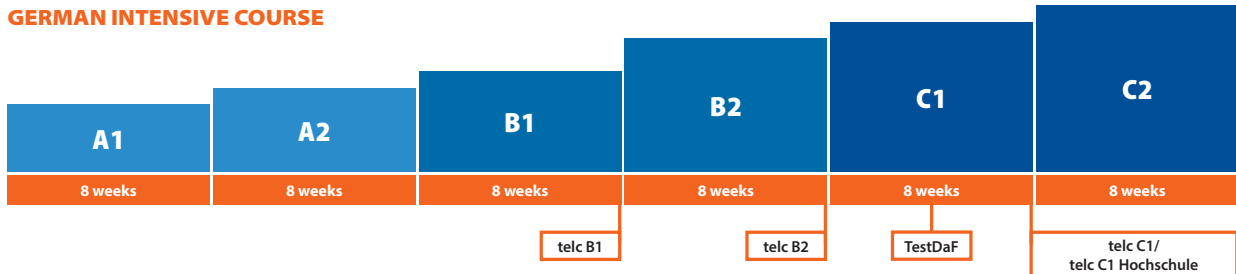 GERMAN INTENSIVE COURSE
A1
A2
B1
B2
C1
C2
8 weeks
8 weeks
8 weeks
8 weeks
8 weeks
8 weeks
telc B1
telc B2
TestDaF
telc C1/
telc C1 Hochschule